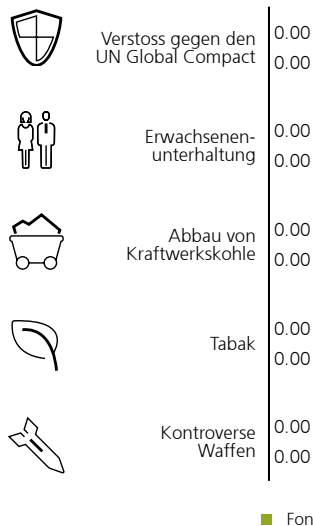 Verstoss gegen den
UN Global Compact
0.00
0.00
Erwachsenen-
unterhaltung
0.00
0.00
Abbau von
Kraftwerkskohle
0.00
0.00
Tabak
0.00
0.00
Kontroverse
Waffen
0.00
0.00
Fon